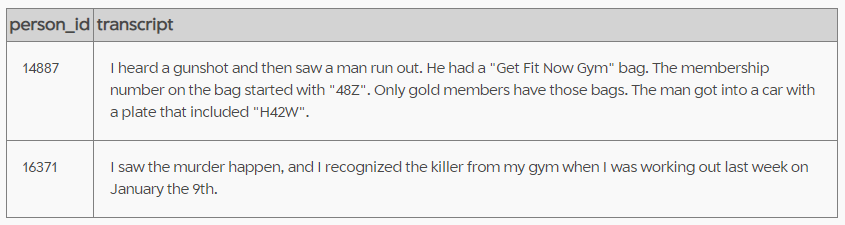 person_id transcript
14887 I heard a gunshot and then saw a man run out. He had a "Get Fit Now Gym" bag. The membership
number on the bag started with "48Z". Only gold members have those bags. The man got into a car with
a plate that included "H42W".
16371 I saw the murder happen, and I recognized the killer from my gym when I was working out last week on
January the 9th.